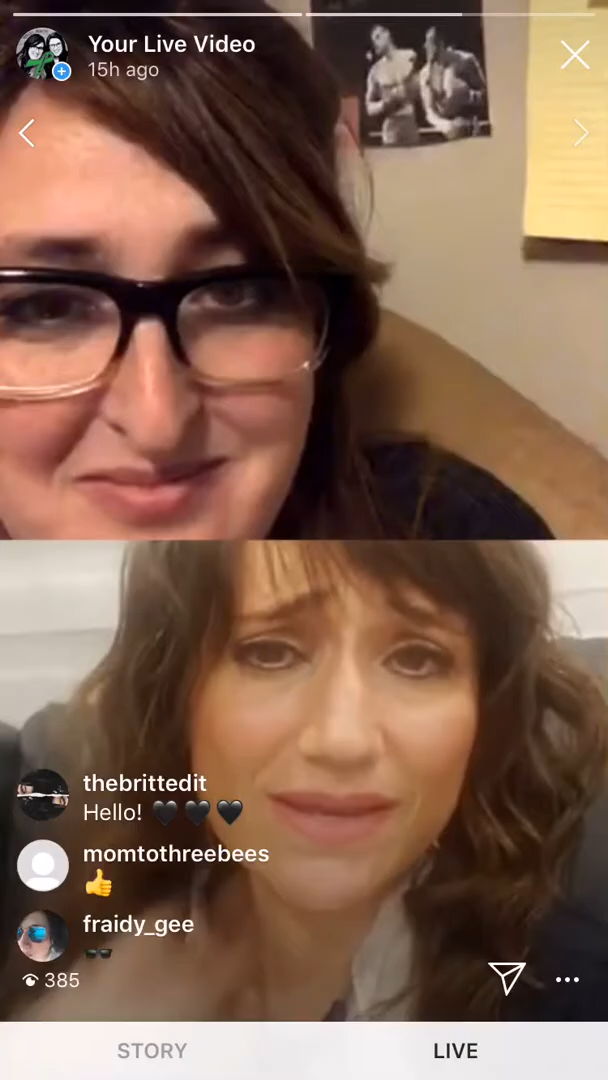 Your Live Video
15h ago
thebrittedit
Hello! 🖤🖤🖤
momtothreebees
👍
fraidy_gee
🕶️
385
STORY
LIVE